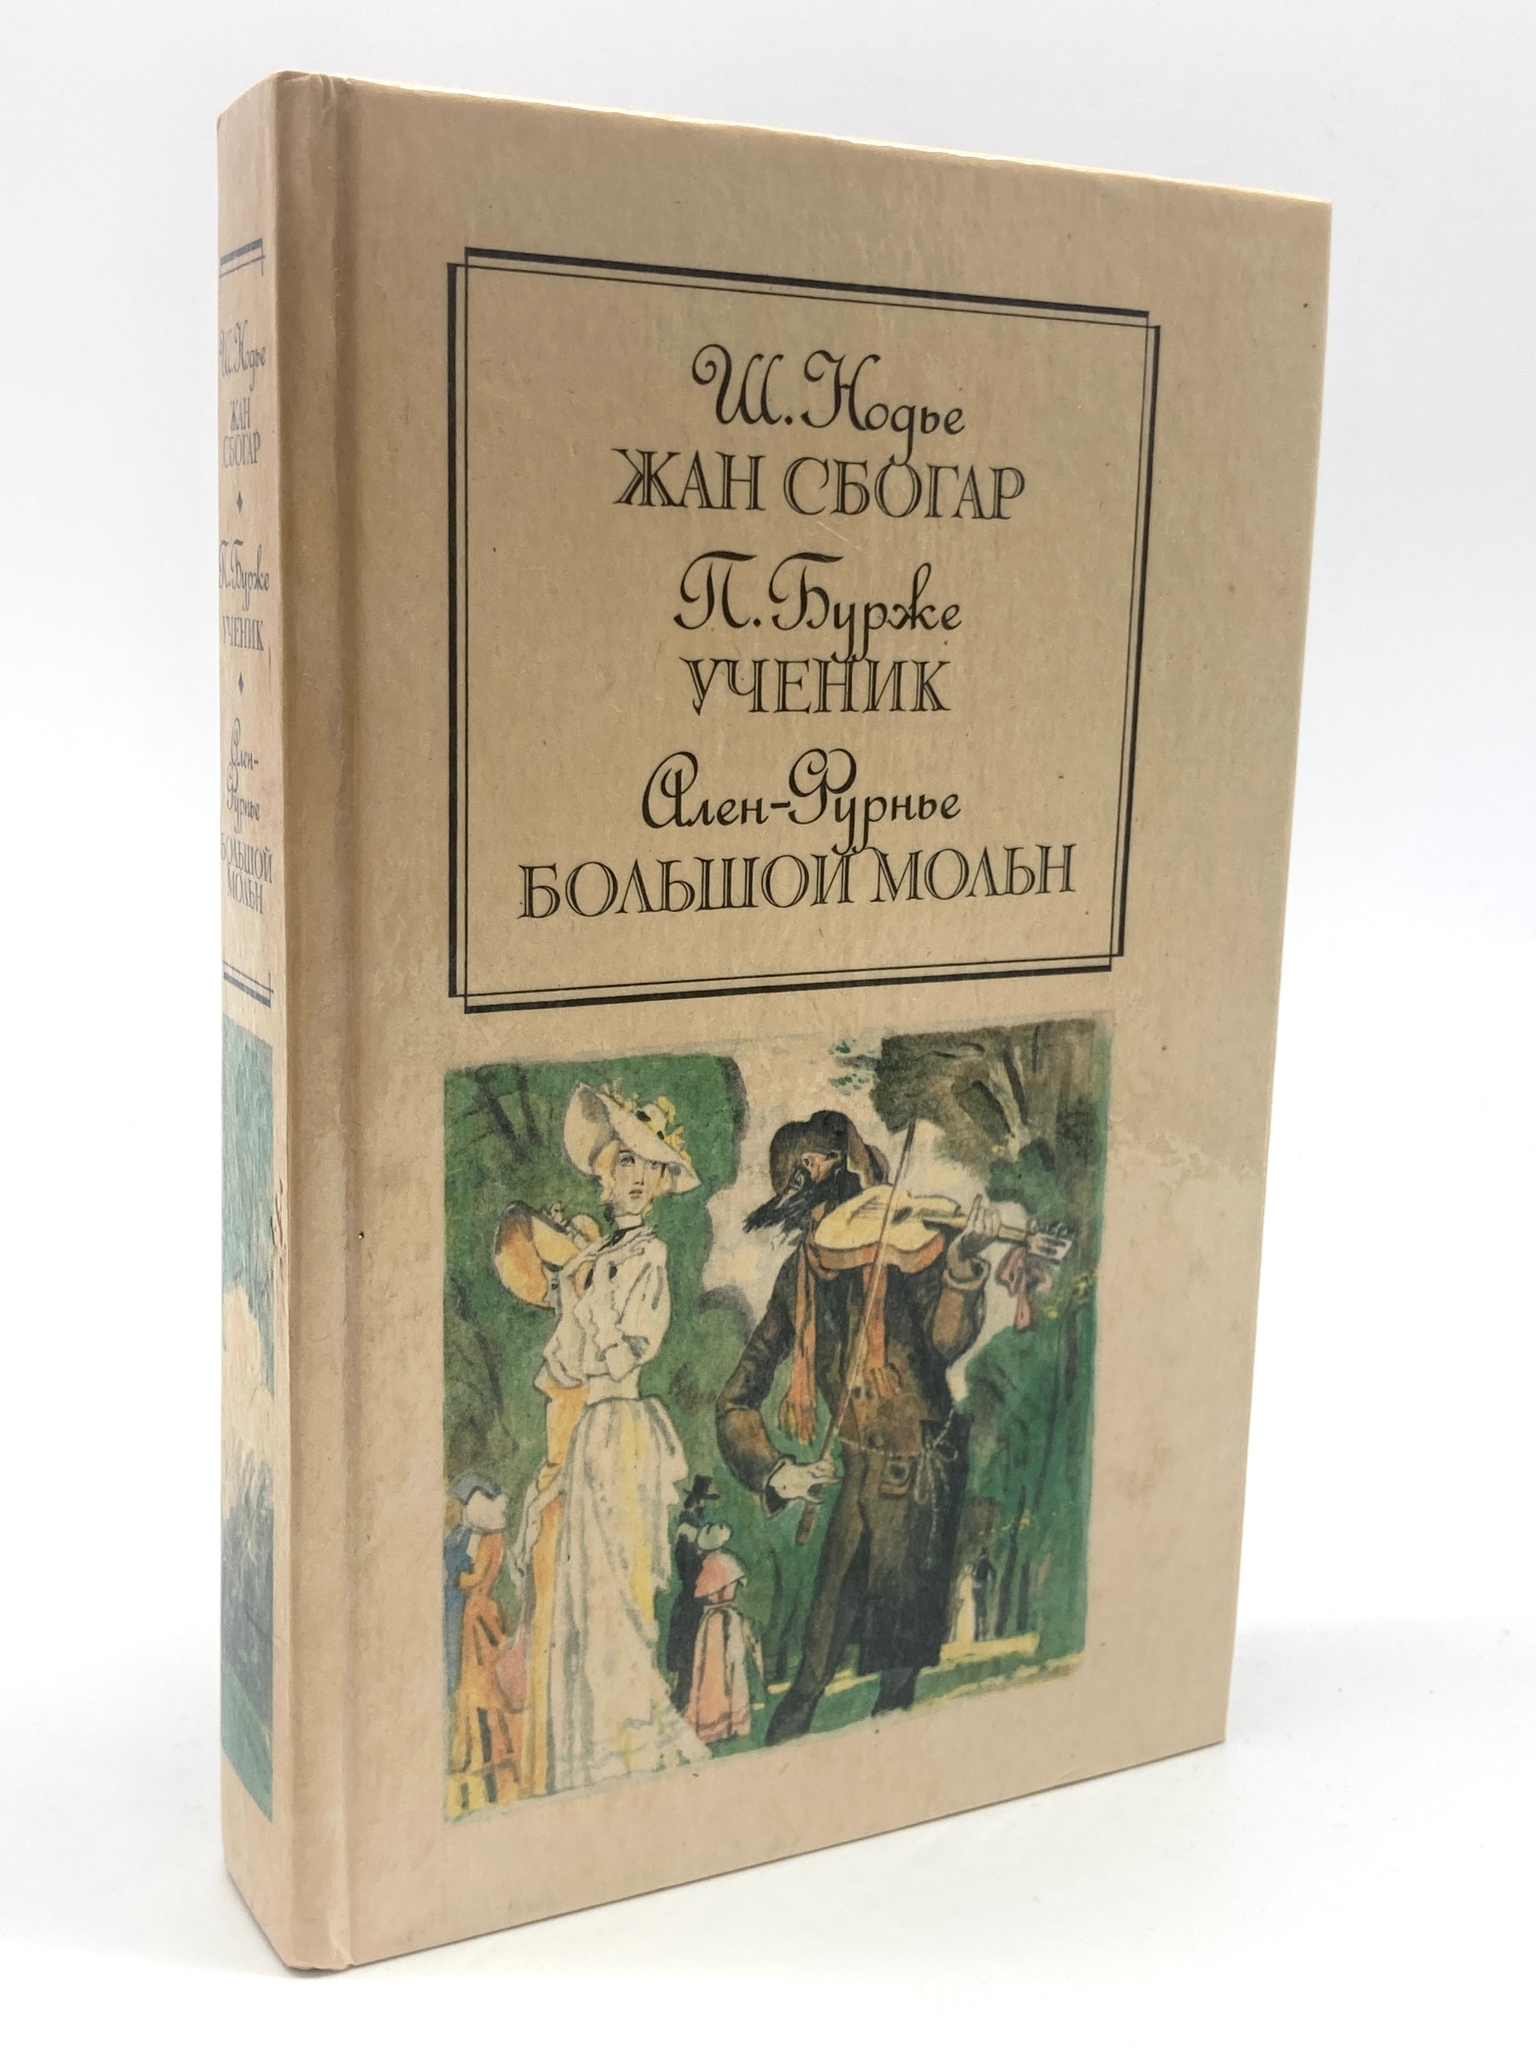 Ш. Нодье
ЖАН СБОГАР
П. Бурже
УЧЕНИК
Ален-Фурнье
БОЛЬШОЙ МОЛЬН
Ш. Нодье
ЖАН
СБОГАР
П. Бурже
УЧЕНИК
Ален-
Фурнье
БОЛЬШОЙ
МОЛЬН